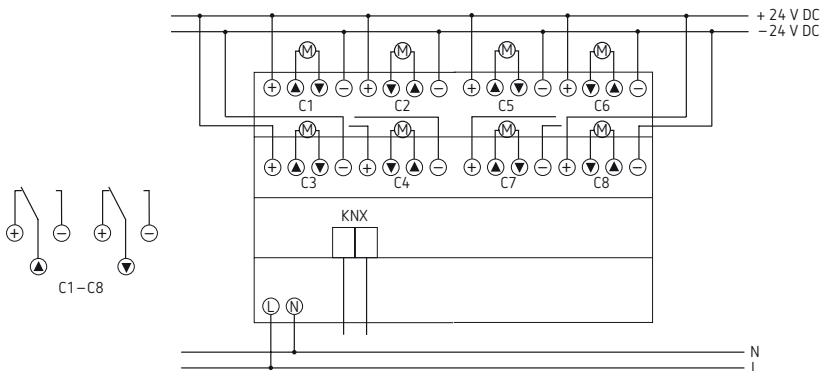 + 24 V DC
– 24 V DC
M M M M
+ ▲ ▼ – + ▼ ▲ – + ▲ ▼ – + ▼ ▲ –
C1 C2 C5 C6
M M M M
+ ▲ ▼ – + ▼ ▲ – + ▲ ▼ – + ▼ ▲ –
C3 C4 C7 C8
KNX
+ – + –
▲ ▼
C1–C8
L N
N
L